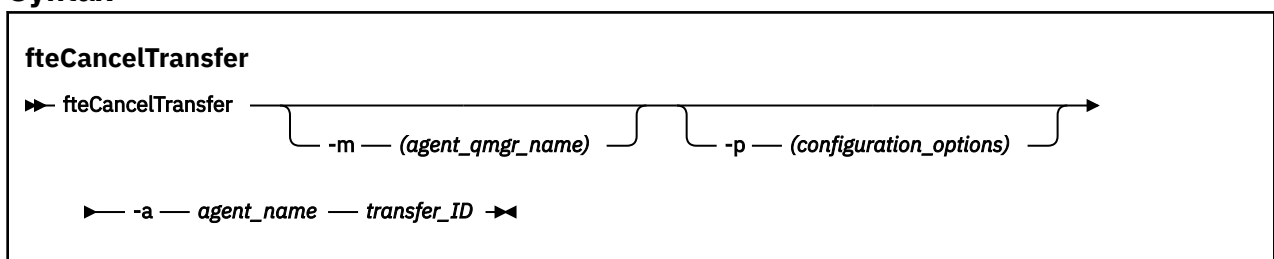 Syntax
fteCancelTransfer
fteCancelTransfer
-m (agent_qmgr_name) -p (configuration_options)
-a agent_name transfer_ID